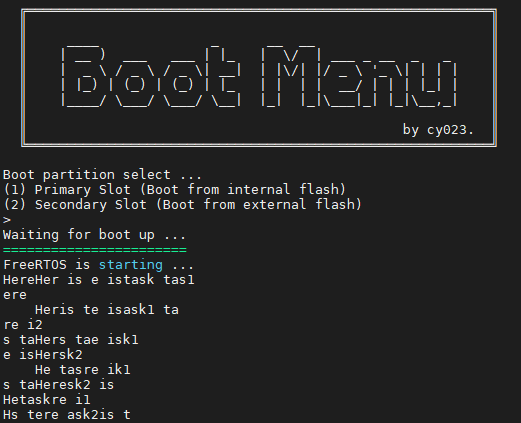 Boot Menu
by cy023.
Boot partition select ...
(1) Primary Slot (Boot from internal flash)
(2) Secondary Slot (Boot from external flash)
>
Waiting for boot up ...
=======================
FreeRTOS is starting ...
HereHer is e istask tas1
ere
    Heris te isask1 ta
re i2
s taHers tae isk1
e isHersk2
    He tasre ik1
s taHeresk2 is
Hetaskre i1
Hs tere ask2is t